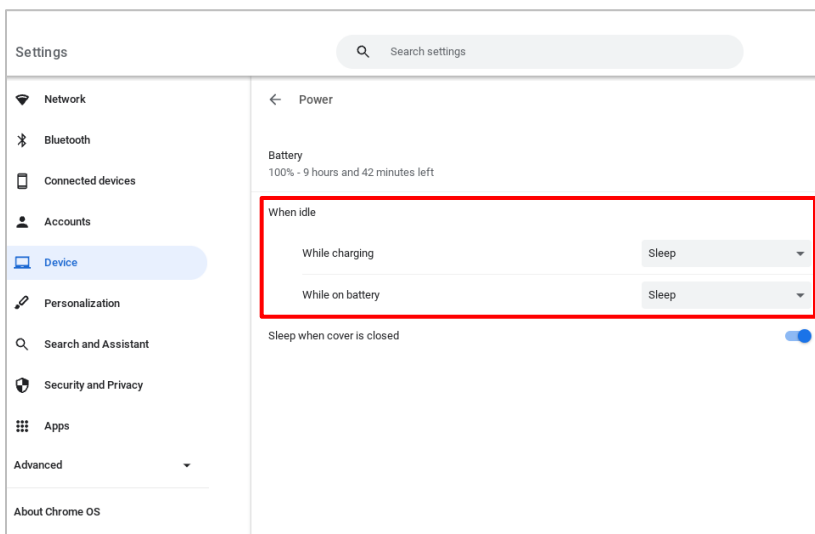 Settings
Search settings
Network
Bluetooth
Connected devices
Accounts
Device
Personalization
Search and Assistant
Security and Privacy
Apps
Advanced
About Chrome OS
Power
Battery
100% - 9 hours and 42 minutes left
When idle
While charging
Sleep
While on battery
Sleep
Sleep when cover is closed